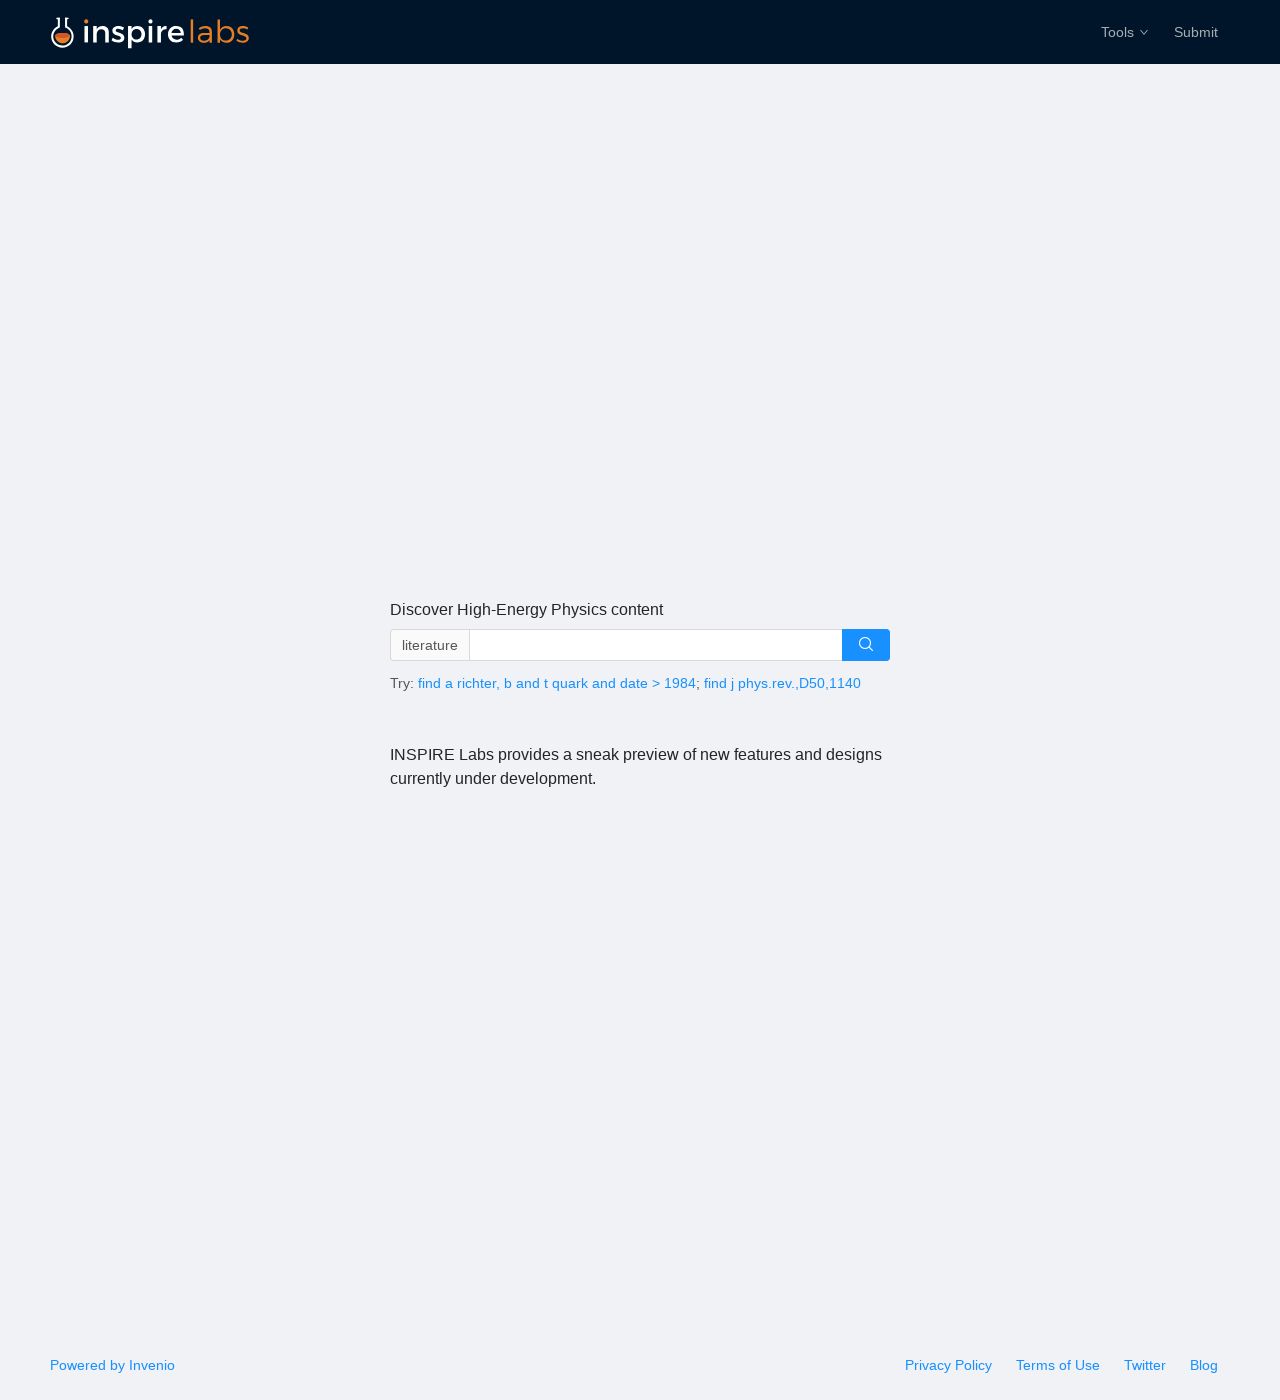 inspire labs
Tools
Submit
Discover High-Energy Physics content
literature
Try: find a richter, b and t quark and date > 1984; find j phys.rev.,D50,1140
INSPIRE Labs provides a sneak preview of new features and designs
currently under development.
Powered by Invenio
Privacy Policy
Terms of Use
Twitter
Blog